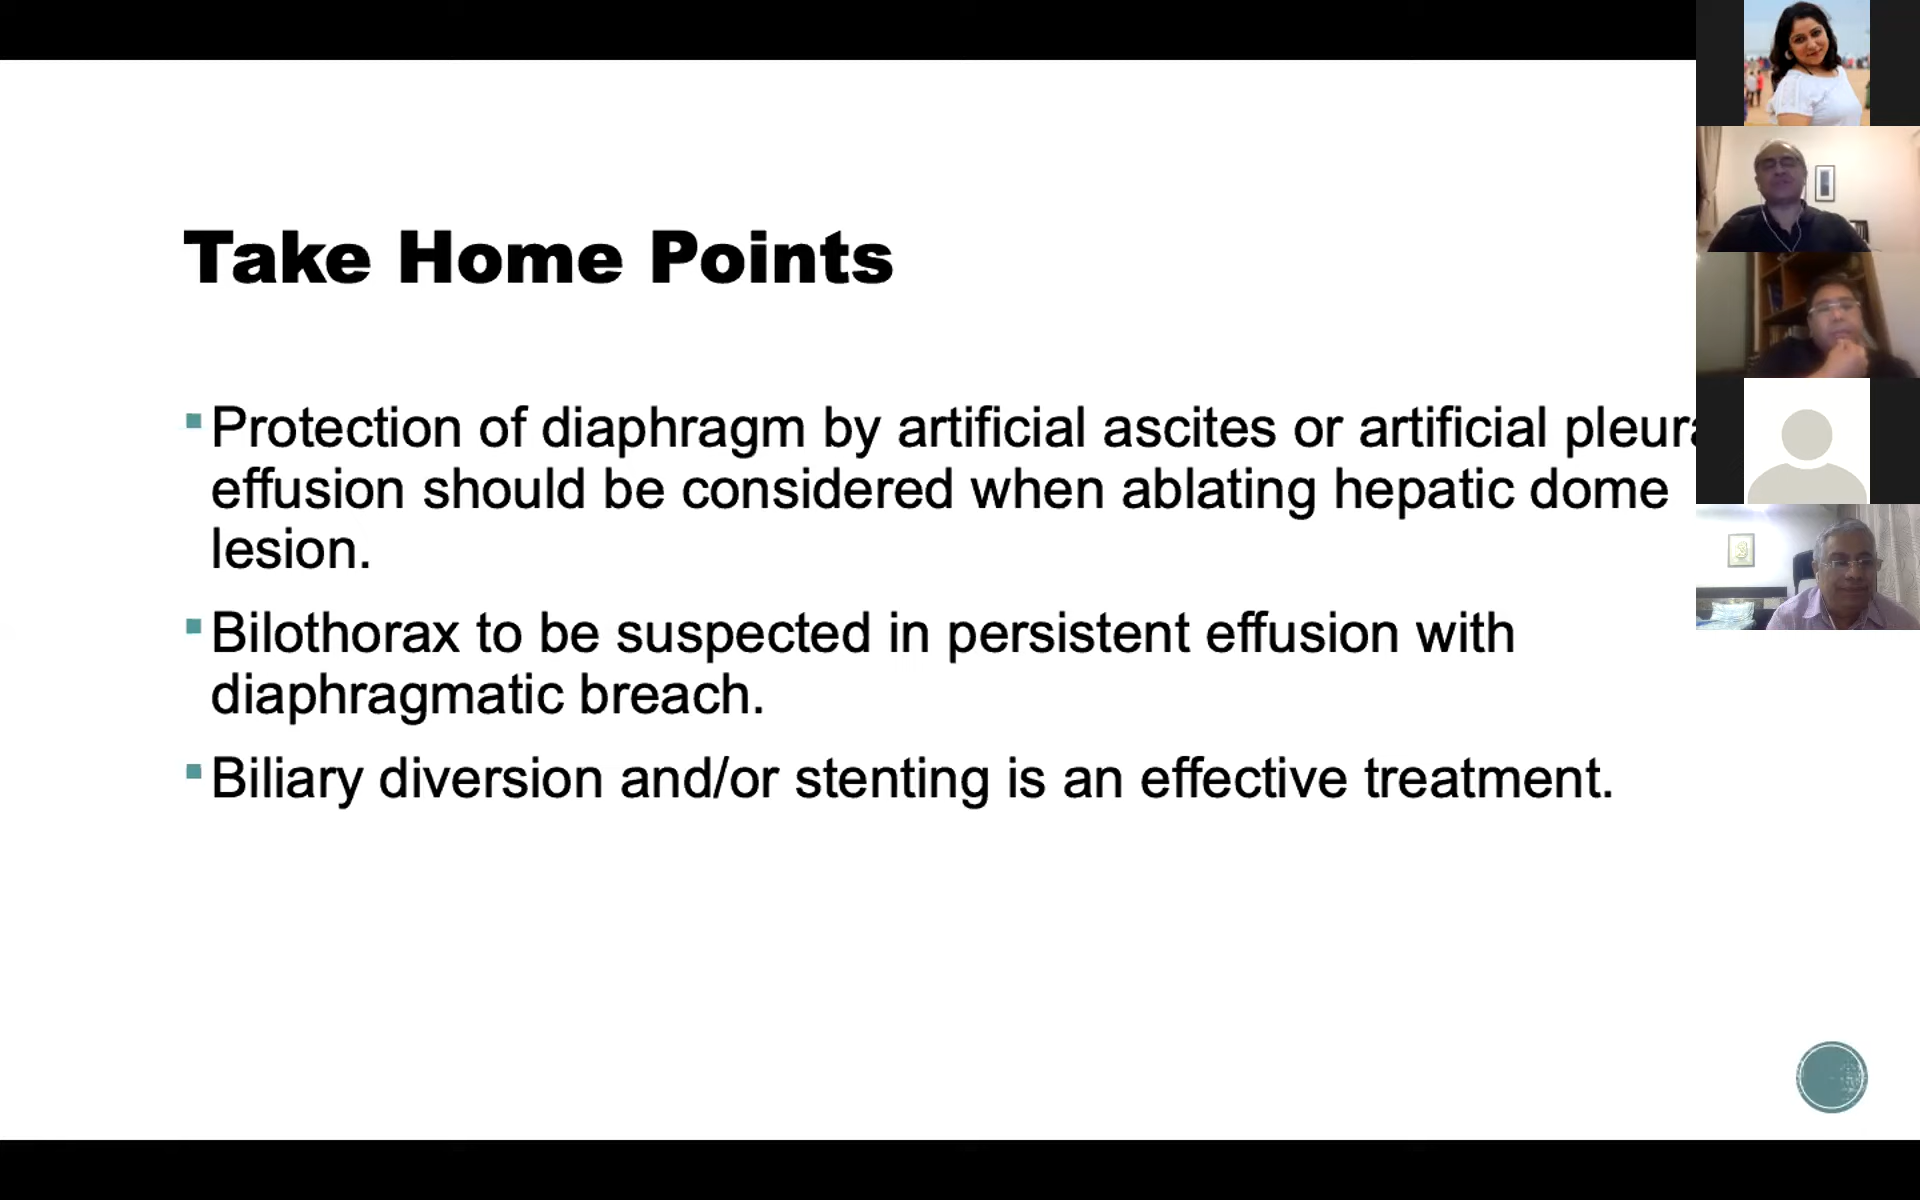 Take Home Points
Protection of diaphragm by artificial ascites or artificial
effusion should be considered when ablating hepatic dome
lesion.
Bilothorax to be suspected in persistent effusion with
diaphragmatic breach.
Biliary diversion and/or stenting is an effective treatment.